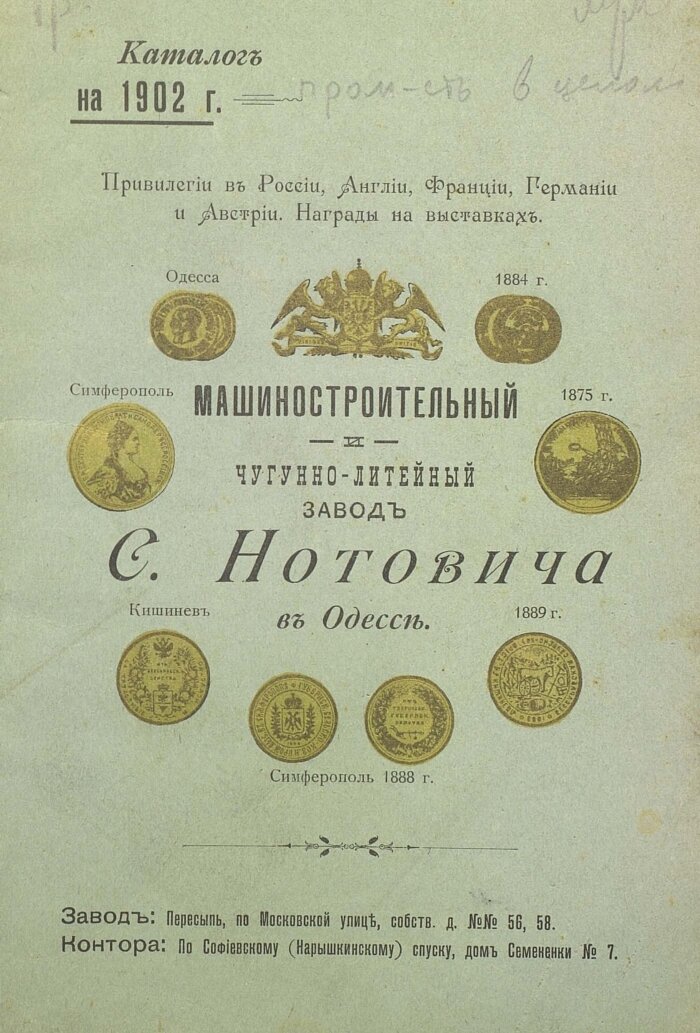 Каталогъ
на 1902 г.
пром-сть в целом
Привилегіи въ Россіи, Англіи, Франціи, Германіи
и Австріи. Награды на выставкахъ.
Одесса
1884 г.
Симферополь
1875 г.
МАШИНОСТРОИТЕЛЬНЫЙ
— И —
ЧУГУННО-ЛИТЕЙНЫЙ
ЗАВОДЪ
С. Нотовича
въ Одессѣ.
Кишиневъ
1889 г.
Симферополь 1888 г.
Заводъ: Пересыпь, по Московской улицѣ, собств. д. №№ 56, 58.
Контора: По Софіевскому (Нарышкинскому) спуску, домъ Семененки № 7.